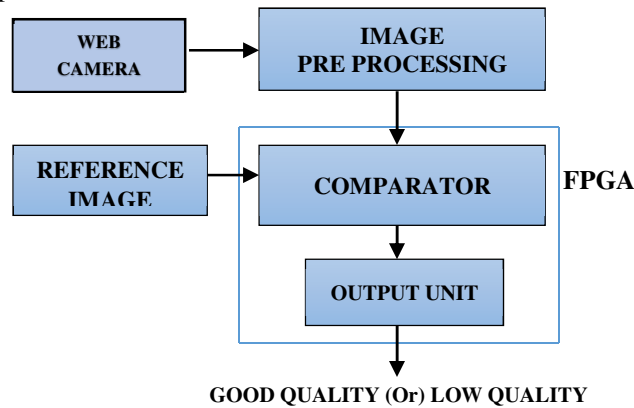 WEB
CAMERA
IMAGE
PRE PROCESSING
REFERENCE
IMAGE
COMPARATOR
FPGA
OUTPUT UNIT
GOOD QUALITY (Or) LOW QUALITY